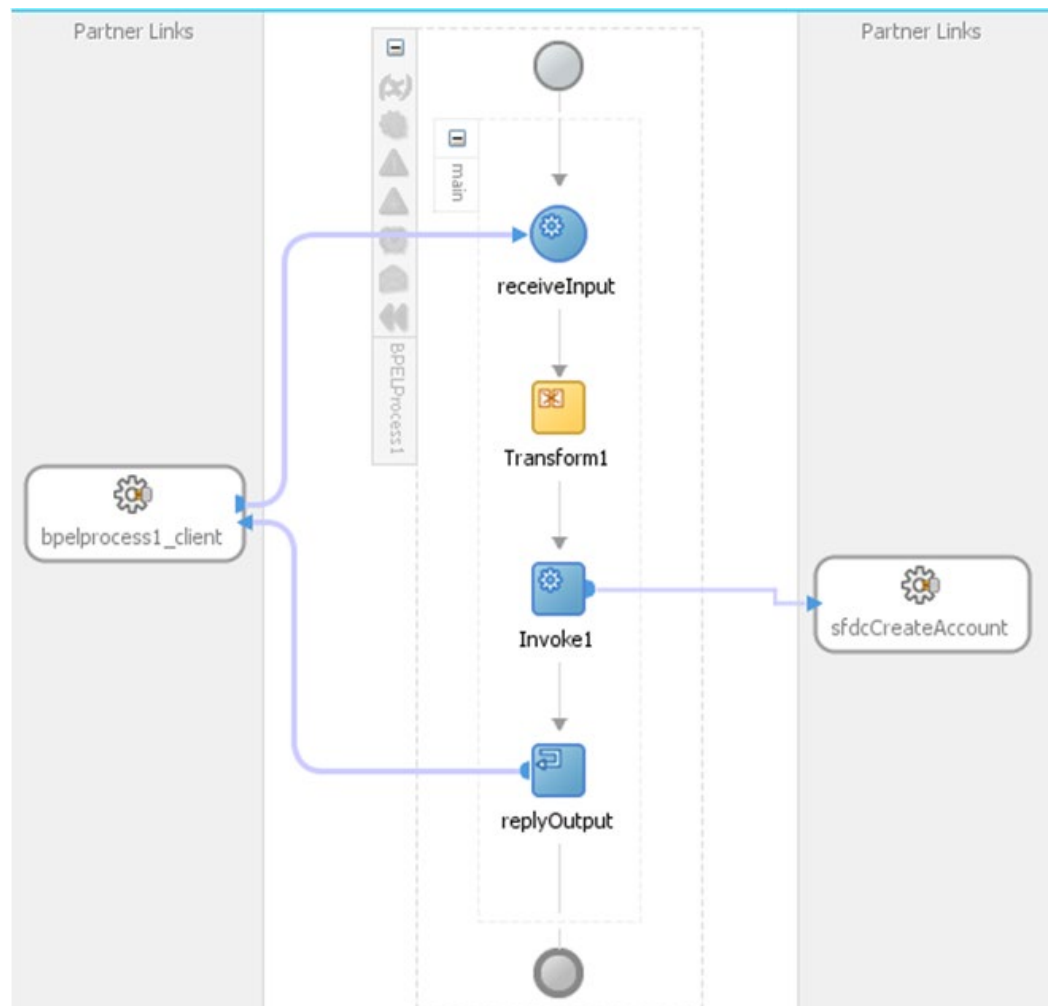 Partner Links
Partner Links
main
receiveInput
BPELProcess1
Transform1
bpelprocess1_client
Invoke1
sfdcCreateAccount
replyOutput